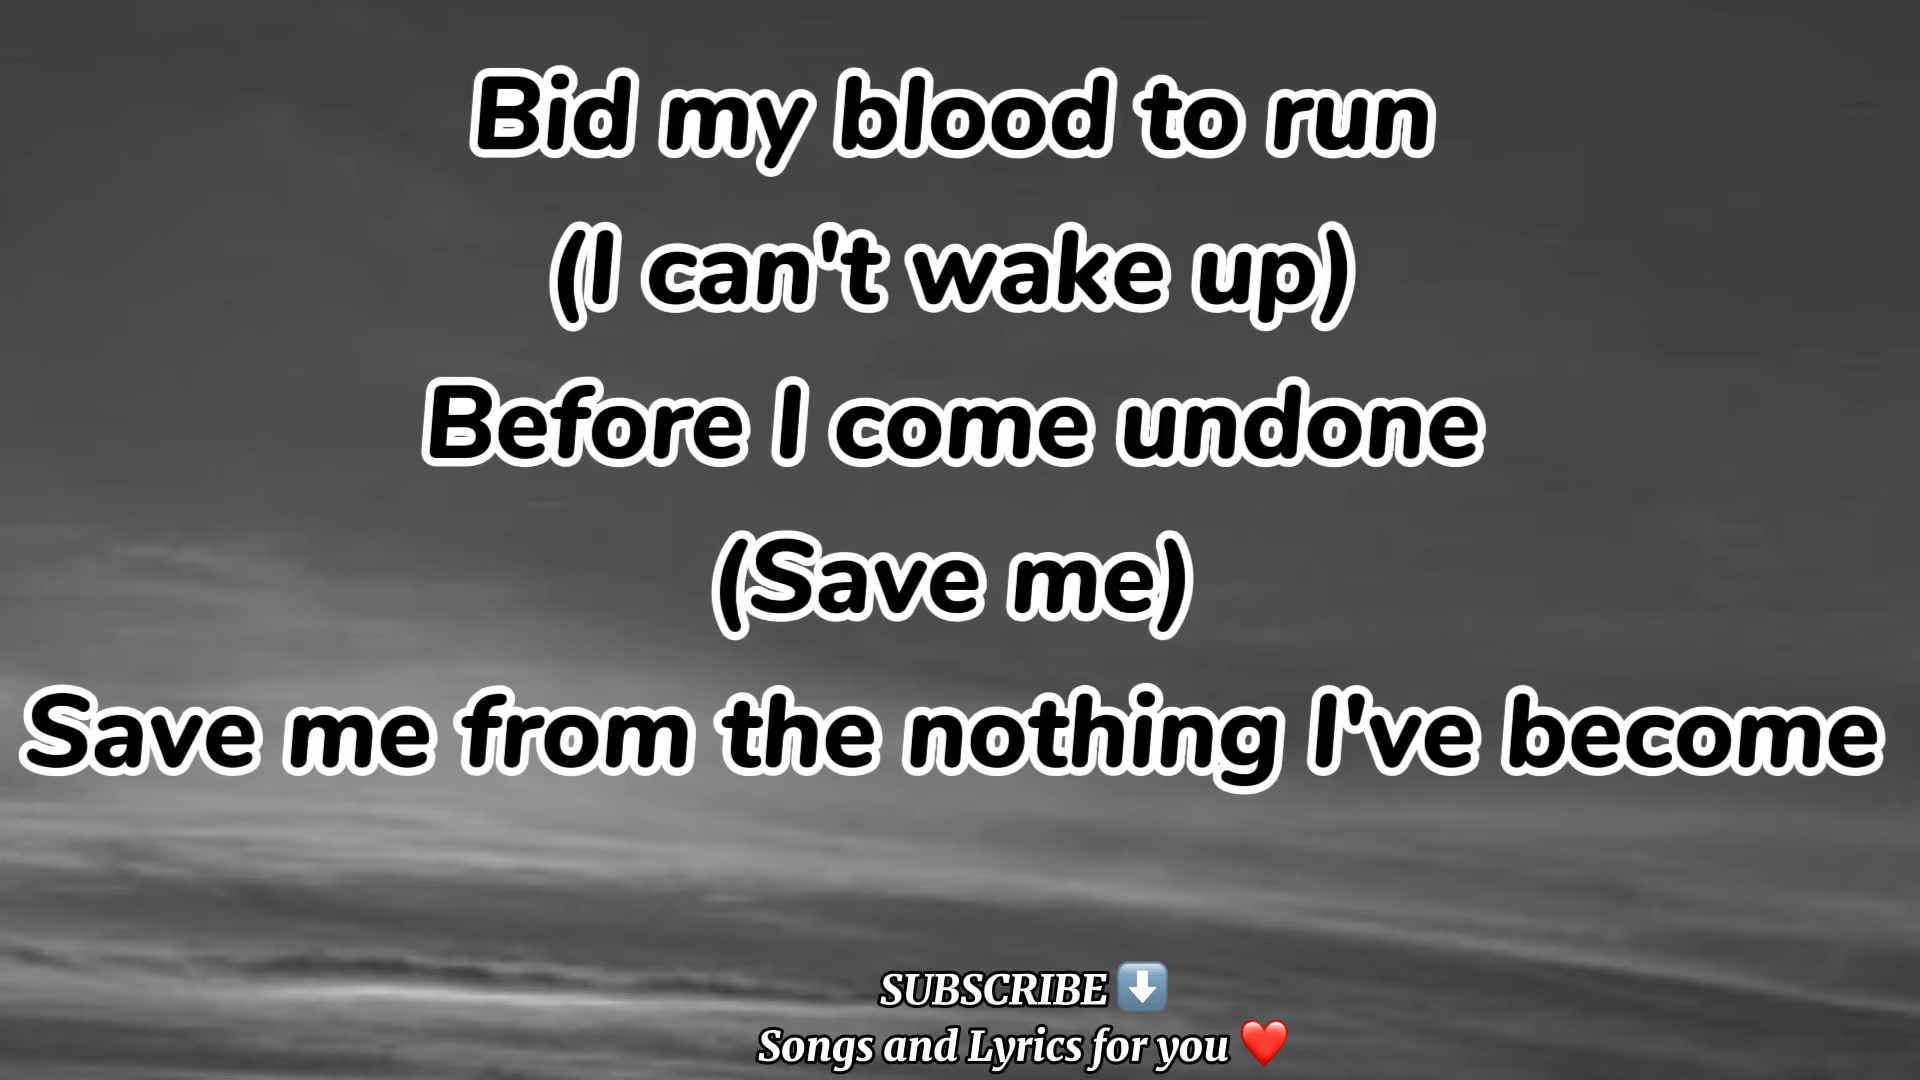 Bid my blood to run
(I can't wake up)
Before I come undone
(Save me)
Save me from the nothing I've become
SUBSCRIBE ⬇️
Songs and Lyrics for you ❤️